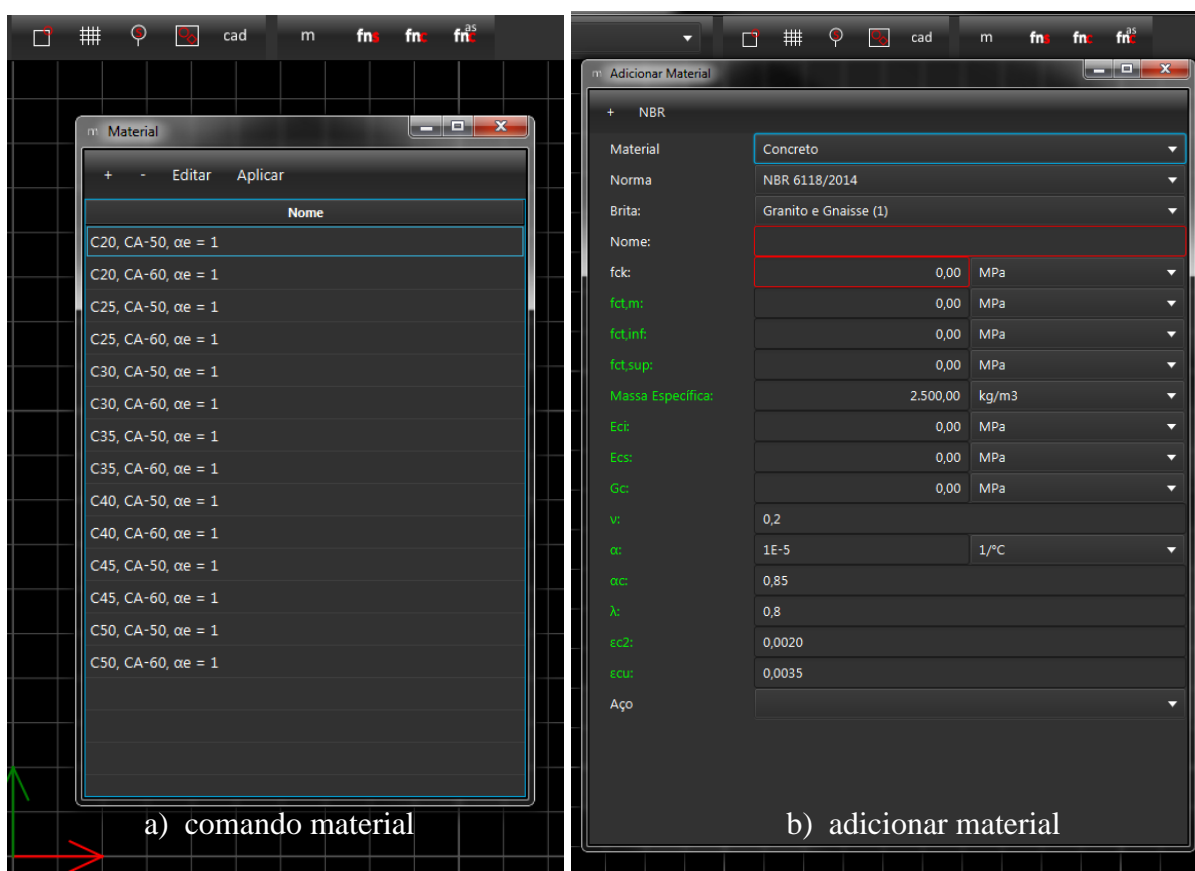 cad m fns fnc fncas
m Material
+ - Editar Aplicar
Nome
C20, CA-50, αe = 1
C20, CA-60, αe = 1
C25, CA-50, αe = 1
C25, CA-60, αe = 1
C30, CA-50, αe = 1
C30, CA-60, αe = 1
C35, CA-50, αe = 1
C35, CA-60, αe = 1
C40, CA-50, αe = 1
C40, CA-60, αe = 1
C45, CA-50, αe = 1
C45, CA-60, αe = 1
C50, CA-50, αe = 1
C50, CA-60, αe = 1
a) comando material
cad m fns fnc fncas
m Adicionar Material
+ NBR
Material Concreto
Norma NBR 6118/2014
Brita: Granito e Gnaisse (1)
Nome:
fck: 0,00 MPa
fct,m: 0,00 MPa
fct,inf: 0,00 MPa
fct,sup: 0,00 MPa
Massa Específica: 2.500,00 kg/m3
Eci: 0,00 MPa
Ecs: 0,00 MPa
Gc: 0,00 MPa
ν: 0,2
α: 1E-5 1/°C
αc: 0,85
λ: 0,8
εc2: 0,0020
εcu: 0,0035
Aço
b) adicionar material